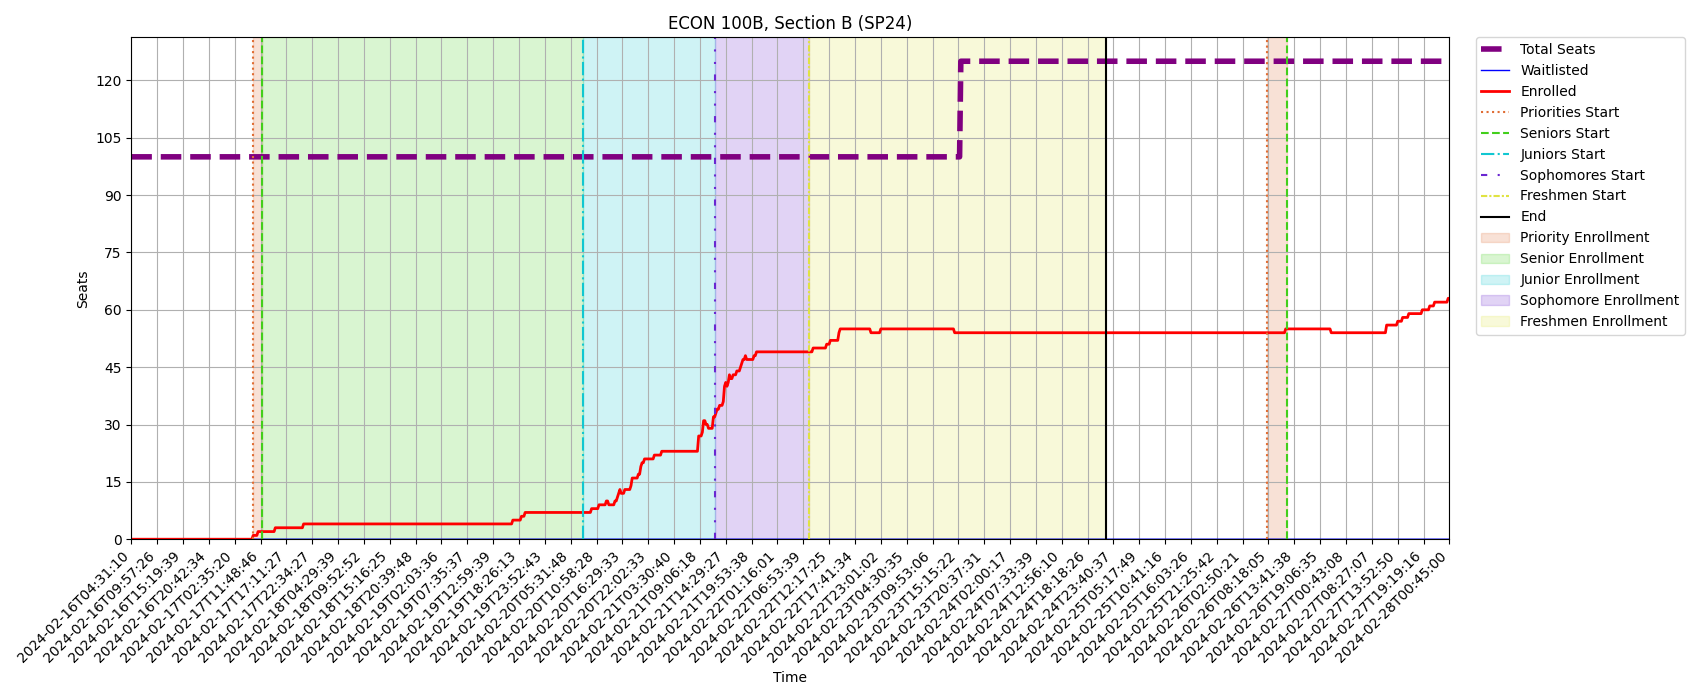 ECON 100B, Section B (SP24)
Total Seats
Waitlisted
Enrolled
Priorities Start
Seniors Start
Juniors Start
Sophomores Start
Freshmen Start
End
Priority Enrollment
Senior Enrollment
Junior Enrollment
Sophomore Enrollment
Freshmen Enrollment
Seats
120
105
90
75
60
45
30
15
0
2024-02-16T04:31:10
2024-02-16T09:57:26
2024-02-16T15:19:39
2024-02-16T20:42:34
2024-02-17T02:35:20
2024-02-17T11:48:46
2024-02-17T17:11:27
2024-02-17T22:34:27
2024-02-18T04:29:39
2024-02-18T09:52:52
2024-02-18T15:16:25
2024-02-18T20:39:48
2024-02-19T02:03:36
2024-02-19T07:35:37
2024-02-19T12:59:39
2024-02-19T18:26:13
2024-02-19T23:52:43
2024-02-20T05:31:48
2024-02-20T10:58:28
2024-02-20T16:29:33
2024-02-20T22:02:33
2024-02-21T03:30:40
2024-02-21T09:06:18
2024-02-21T14:29:27
2024-02-21T19:53:38
2024-02-22T01:16:01
2024-02-22T06:53:39
2024-02-22T12:17:25
2024-02-22T17:41:34
2024-02-22T23:01:02
2024-02-23T04:30:35
2024-02-23T09:53:06
2024-02-23T15:15:22
2024-02-23T20:37:31
2024-02-24T02:00:17
2024-02-24T07:33:39
2024-02-24T12:56:10
2024-02-24T18:18:26
2024-02-24T23:40:37
2024-02-25T05:17:49
2024-02-25T10:41:16
2024-02-25T16:03:26
2024-02-25T21:25:42
2024-02-26T02:50:21
2024-02-26T08:18:05
2024-02-26T13:41:38
2024-02-26T19:06:35
2024-02-27T00:43:08
2024-02-27T08:27:07
2024-02-27T13:52:50
2024-02-27T19:19:16
2024-02-28T00:45:00
Time